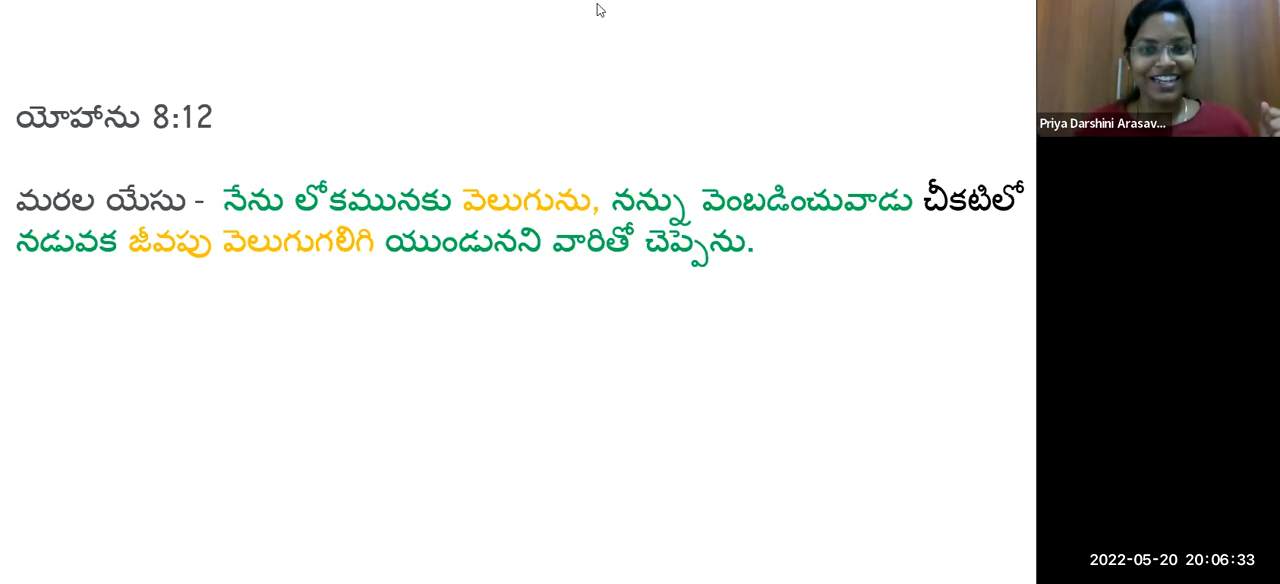 యోహాను 8:12
మరల యేసు - నేను లోకమునకు వెలుగును, నన్ను వెంబడించువాడు చీకటిలో
నడువక జీవపు వెలుగుగలిగి యుండునని వారితో చెప్పెను.
Priya Darshini Arasav...
2022-05-20 20:06:33